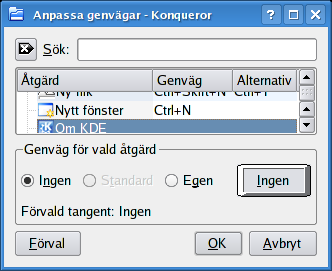 Anpassa genvägar - Konqueror
Sök:
Åtgärd Genväg Alternativ
Ny flik Ctrl+Skift+N Ctrl+T
Nytt fönster Ctrl+N
Om KDE
Genväg för vald åtgärd
Ingen Standard Egen Ingen
Förvald tangent: Ingen
Förval OK Avbryt